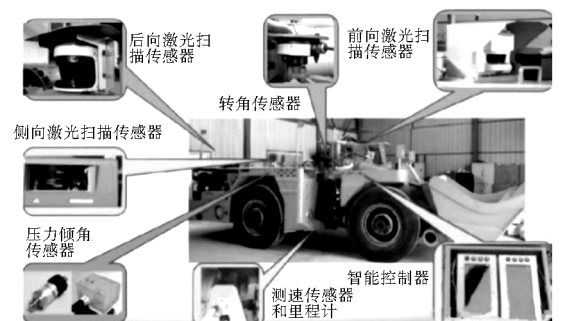 后向激光扫
描传感器
前向激光扫
描传感器
转角传感器
侧向激光扫描传感器
压力倾角
传感器
智能控制器
测速传感器
和里程计